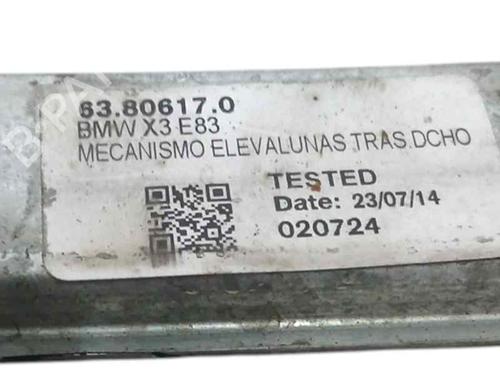 63.80617.0
BMW X3 E83
MECANISMO ELEVALUNAS TRAS.DCHO
TESTED
Date: 23/07/14
020724